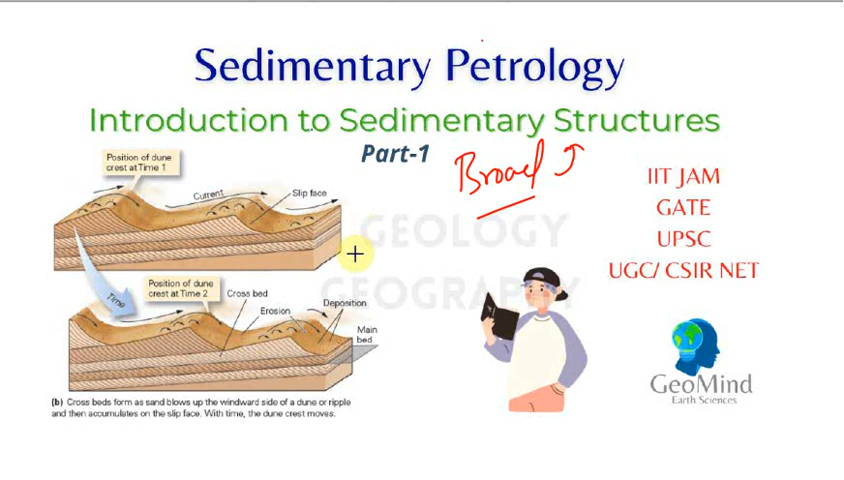 Sedimentary Petrology
Introduction to Sedimentary Structures
Part-1
Broad
Position of dune
crest at Time 1
Current
Slip face
Time
Position of dune
crest at Time 2
Cross bed
Erosion
Deposition
Main
bed
(b) Cross beds form as sand blows up the windward side of a dune or ripple
and then accumulates on the slip face. With time, the dune crest moves.
GEOLOGY
GEOGRAPHY
IIT JAM
GATE
UPSC
UGC/ CSIR NET
GeoMind
Earth Sciences